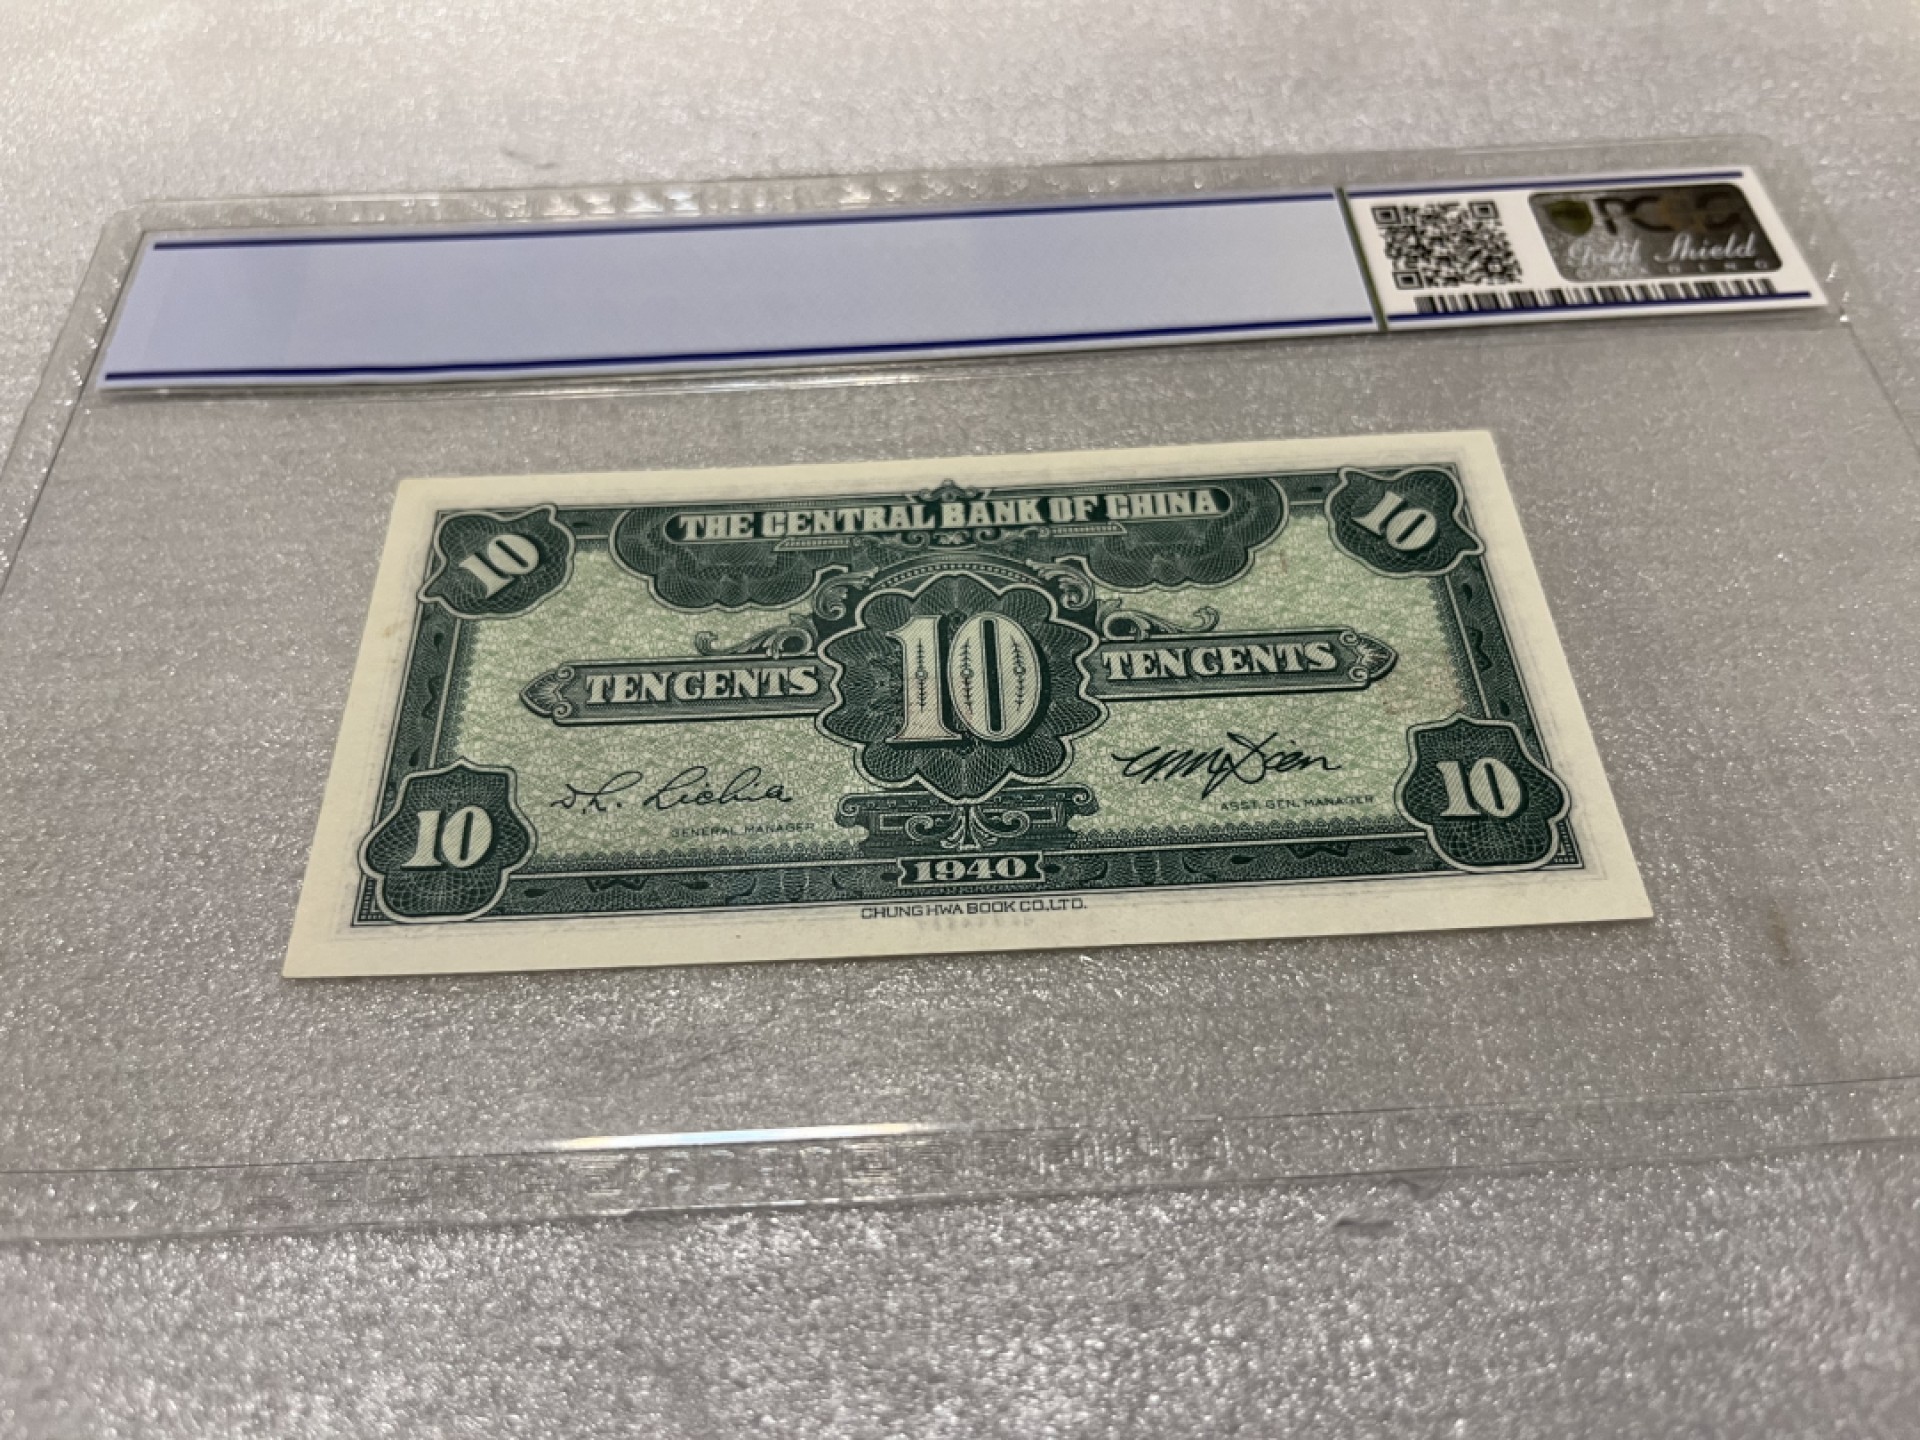 PCGS
Gold Shield
THE CENTRAL BANK OF CHINA
10
10
TEN CENTS
10
TEN CENTS
GENERAL MANAGER
ASST. GEN. MANAGER
10
10
1940
CHUNG HWA BOOK CO., LTD.